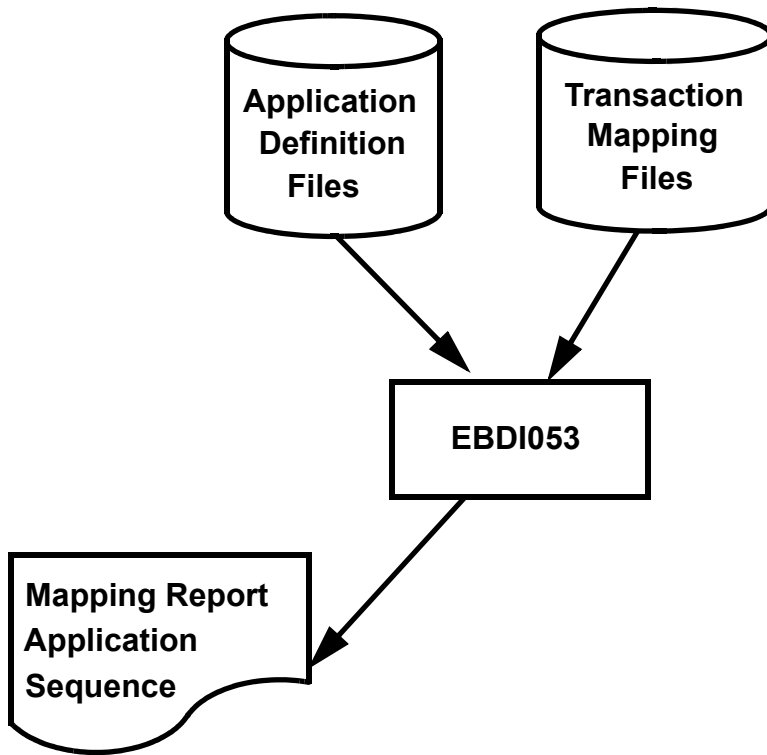 Application
Definition
Files
Transaction
Mapping
Files
EBDI053
Mapping Report
Application
Sequence